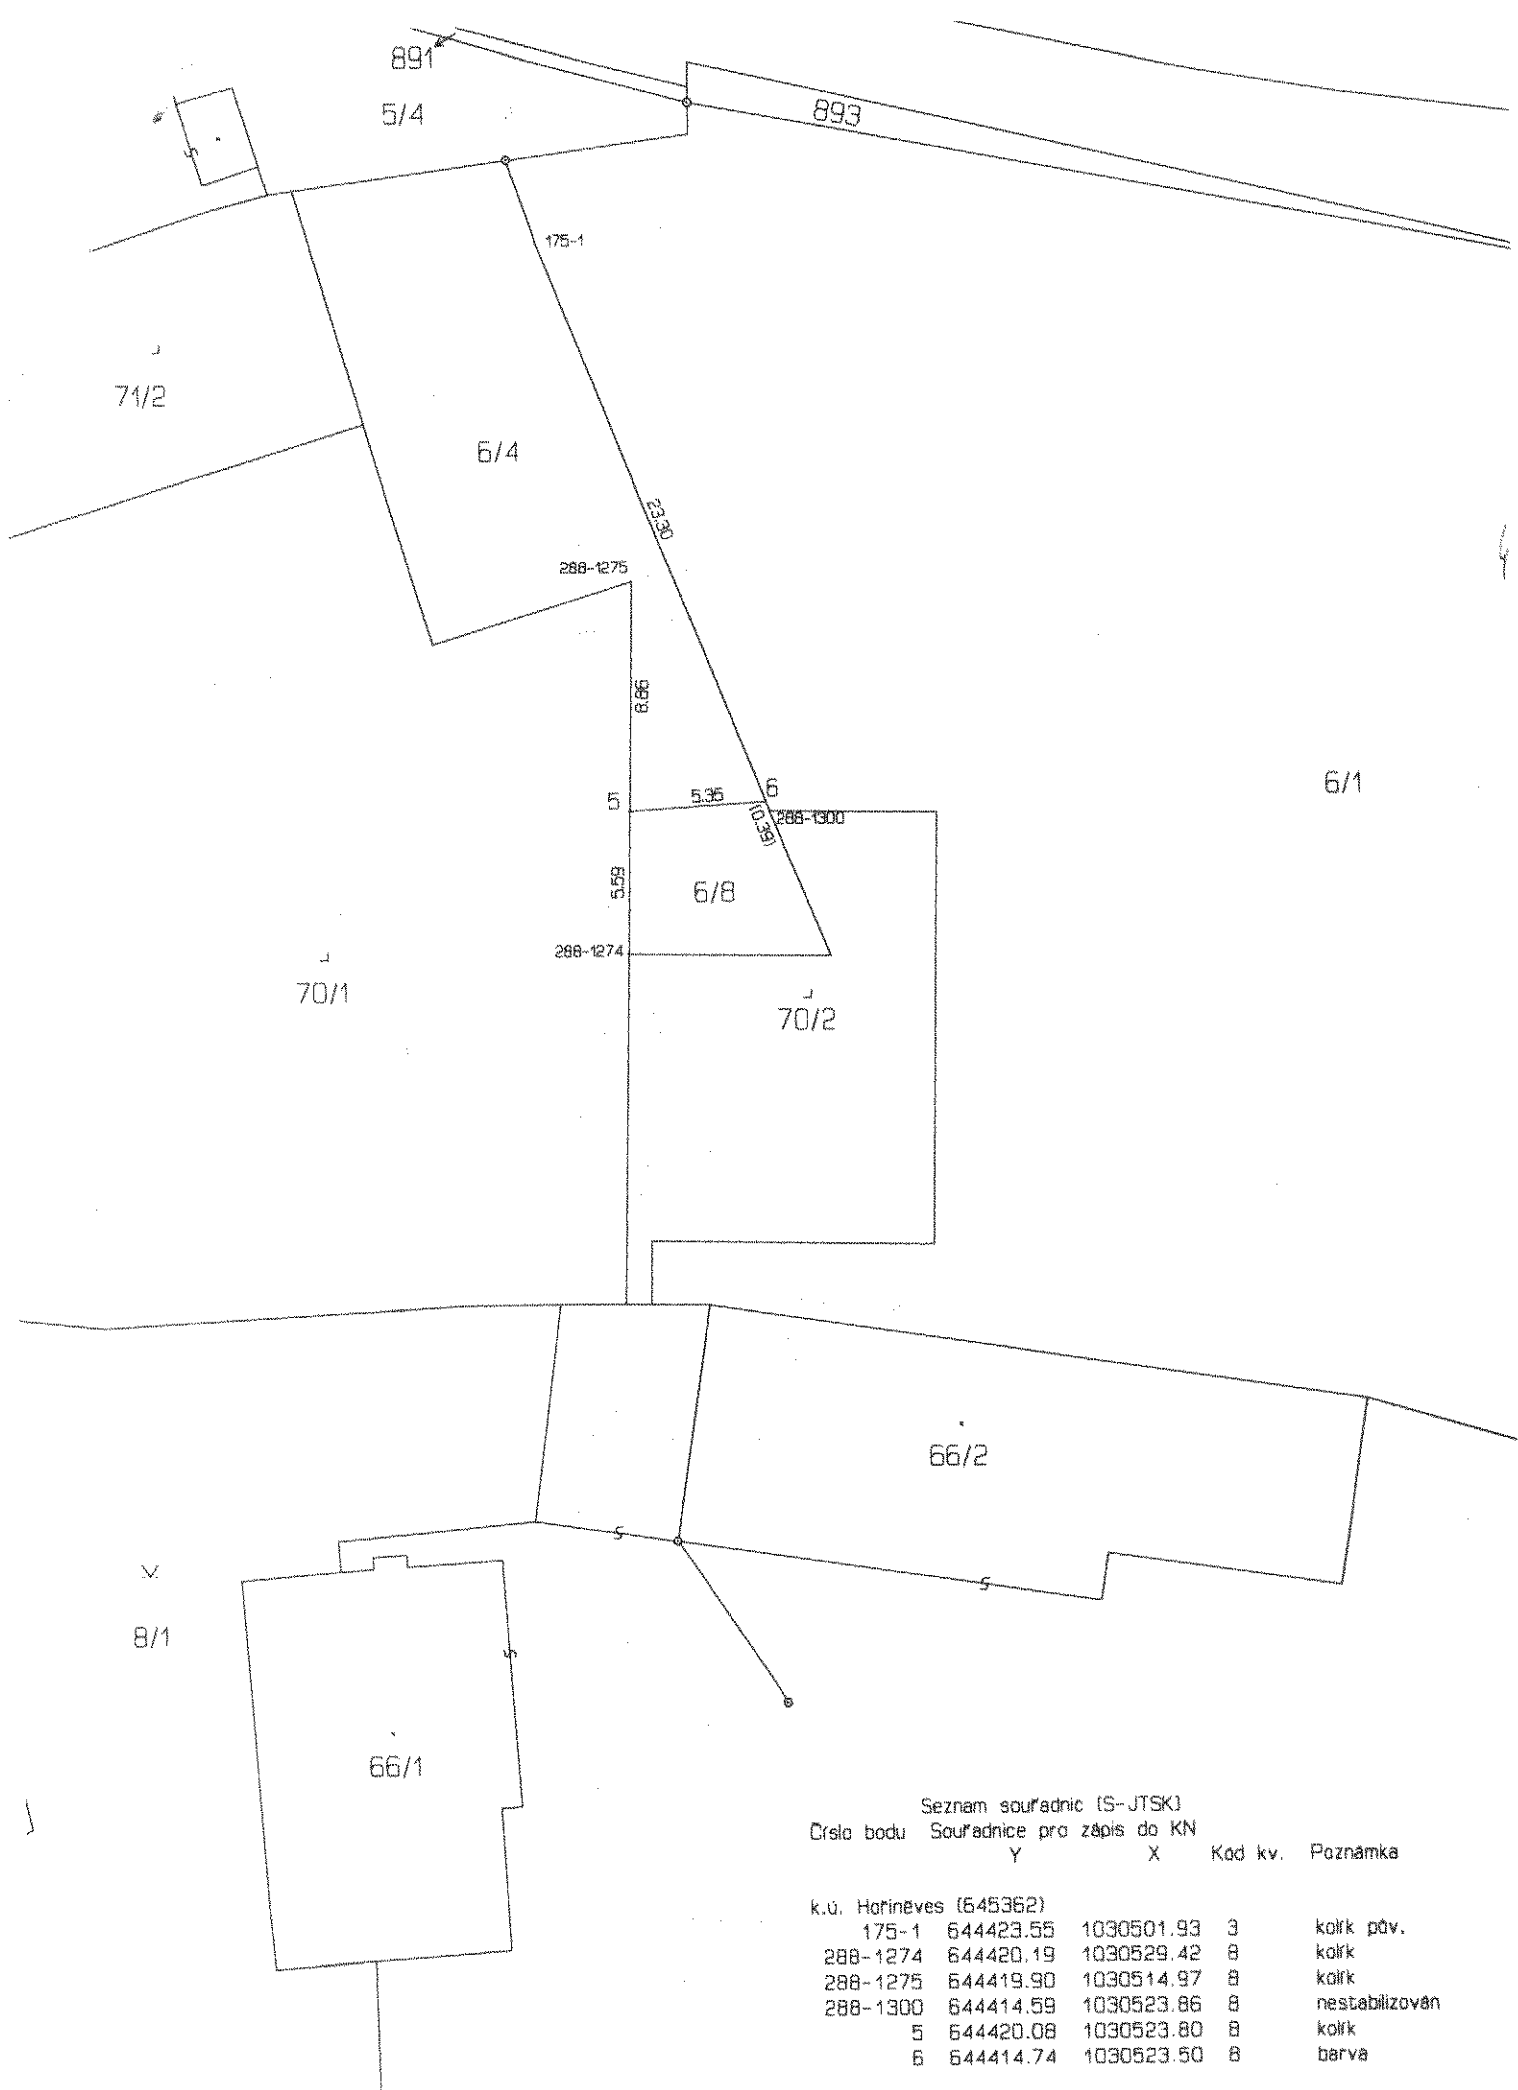 891
5/4
893
175-1
71/2
6/4
23.30
288-1275
8.86
6/1
5
5.35
6
(0.39)
288-1300
5.59
6/8
288-1274
70/1
70/2
66/2
8/1
66/1
Seznam souřadnic (S-JTSK)
Číslo bodu Souřadnice pro zápis do KN
Y X Kód kv. Poznámka
k.ú. Hořiněves (645362)
175-1 644423.55 1030501.93 3 kolík pův.
288-1274 644420.19 1030529.42 8 kolík
288-1275 644419.90 1030514.97 8 kolík
288-1300 644414.59 1030523.86 8 nestabilizován
5 644420.08 1030523.80 8 kolík
6 644414.74 1030523.50 8 barva